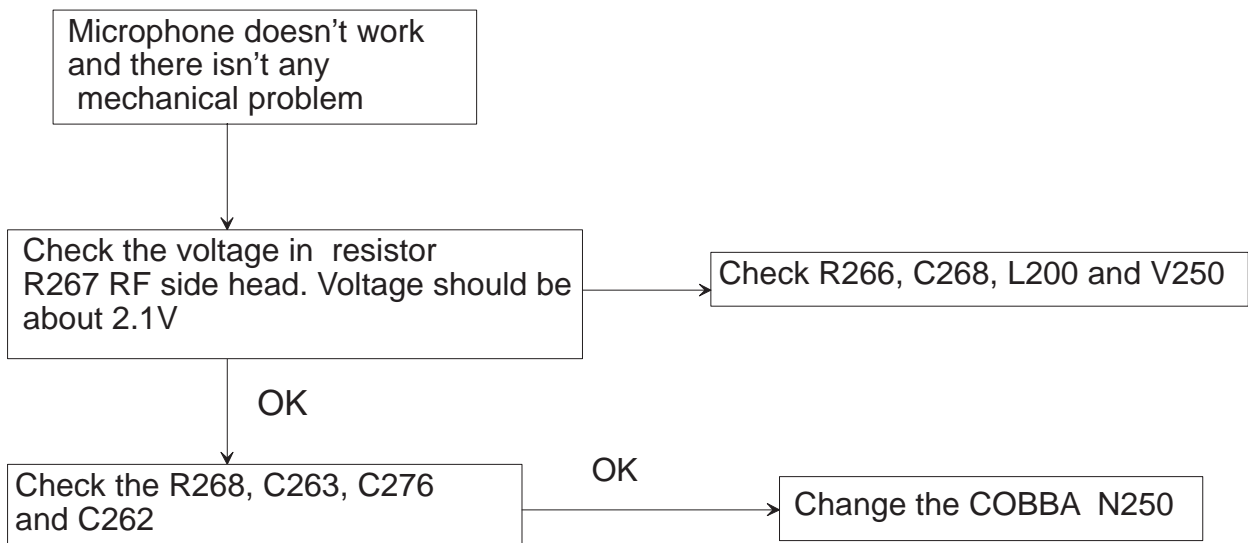 Microphone doesn't work
and there isn't any
mechanical problem
Check the voltage in resistor
R267 RF side head. Voltage should be
about 2.1V
Check R266, C268, L200 and V250
OK
Check the R268, C263, C276
and C262
OK
Change the COBBA N250